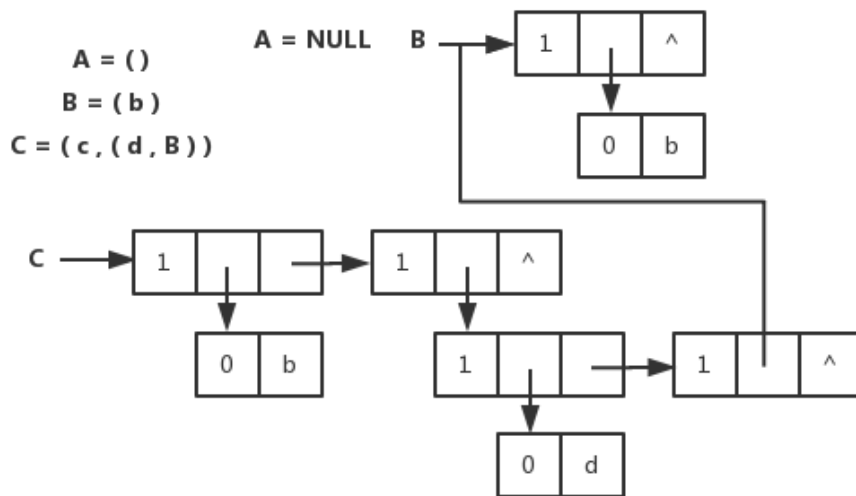 A = NULL B
1 ^
A = ( )
B = ( b )
0 b
C = ( c , ( d , B ) )
C 1 1 ^
0 b 1 1 ^
0 d